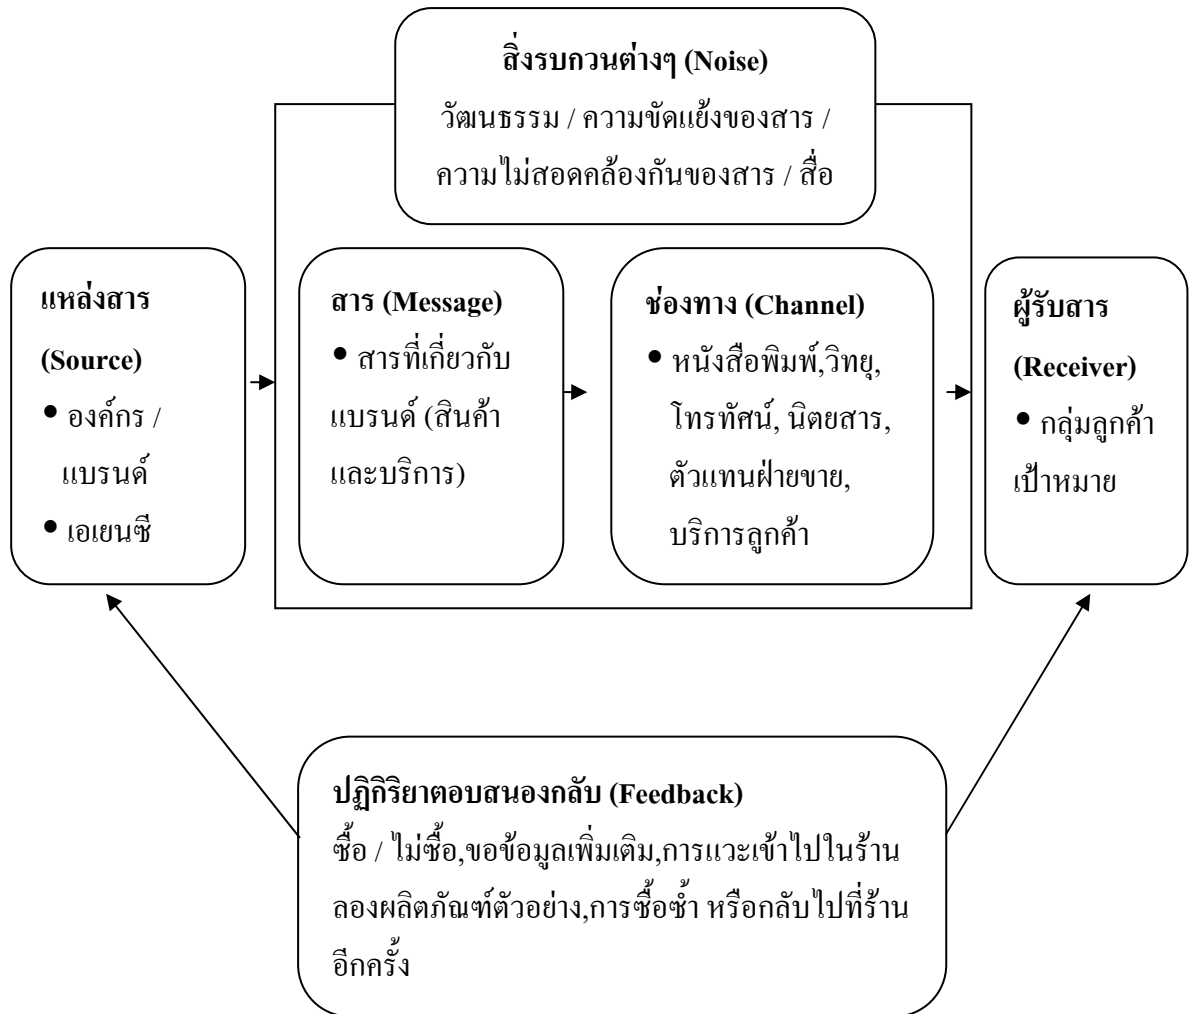 สิ่งรบกวนต่างๆ (Noise)
วัฒนธรรม / ความขัดแย้งของสาร /
ความไม่สอดคล้องกันของสาร / สื่อ
แหล่งสาร
(Source)
• องค์กร /
แบรนด์
• เอเยนซี
สาร (Message)
• สารที่เกี่ยวกับ
แบรนด์ (สินค้า
และบริการ)
ช่องทาง (Channel)
• หนังสือพิมพ์,วิทยุ,
โทรทัศน์, นิตยสาร,
ตัวแทนฝ่ายขาย,
บริการลูกค้า
ผู้รับสาร
(Receiver)
• กลุ่มลูกค้า
เป้าหมาย
ปฏิกิริยาตอบสนองกลับ (Feedback)
ซื้อ / ไม่ซื้อ,ขอข้อมูลเพิ่มเติม,การแวะเข้าไปในร้าน
ลองผลิตภัณฑ์ตัวอย่าง,การซื้อซ้ำ หรือกลับไปที่ร้าน
อีกครั้ง